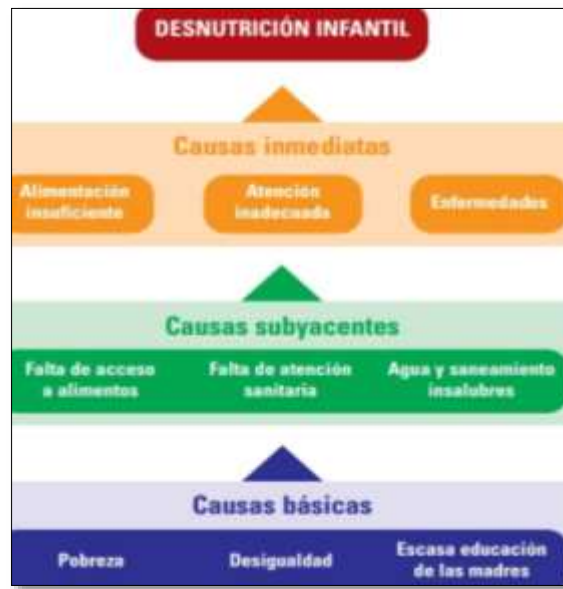 DESNUTRICIÓN INFANTIL
Causas inmediatas
Alimentación
insuficiente
Atención
inadecuada
Enfermedades
Causas subyacentes
Falta de acceso
a alimentos
Falta de atención
sanitaria
Agua y saneamiento
insalubres
Causas básicas
Pobreza
Desigualdad
Escasa educación
de las madres